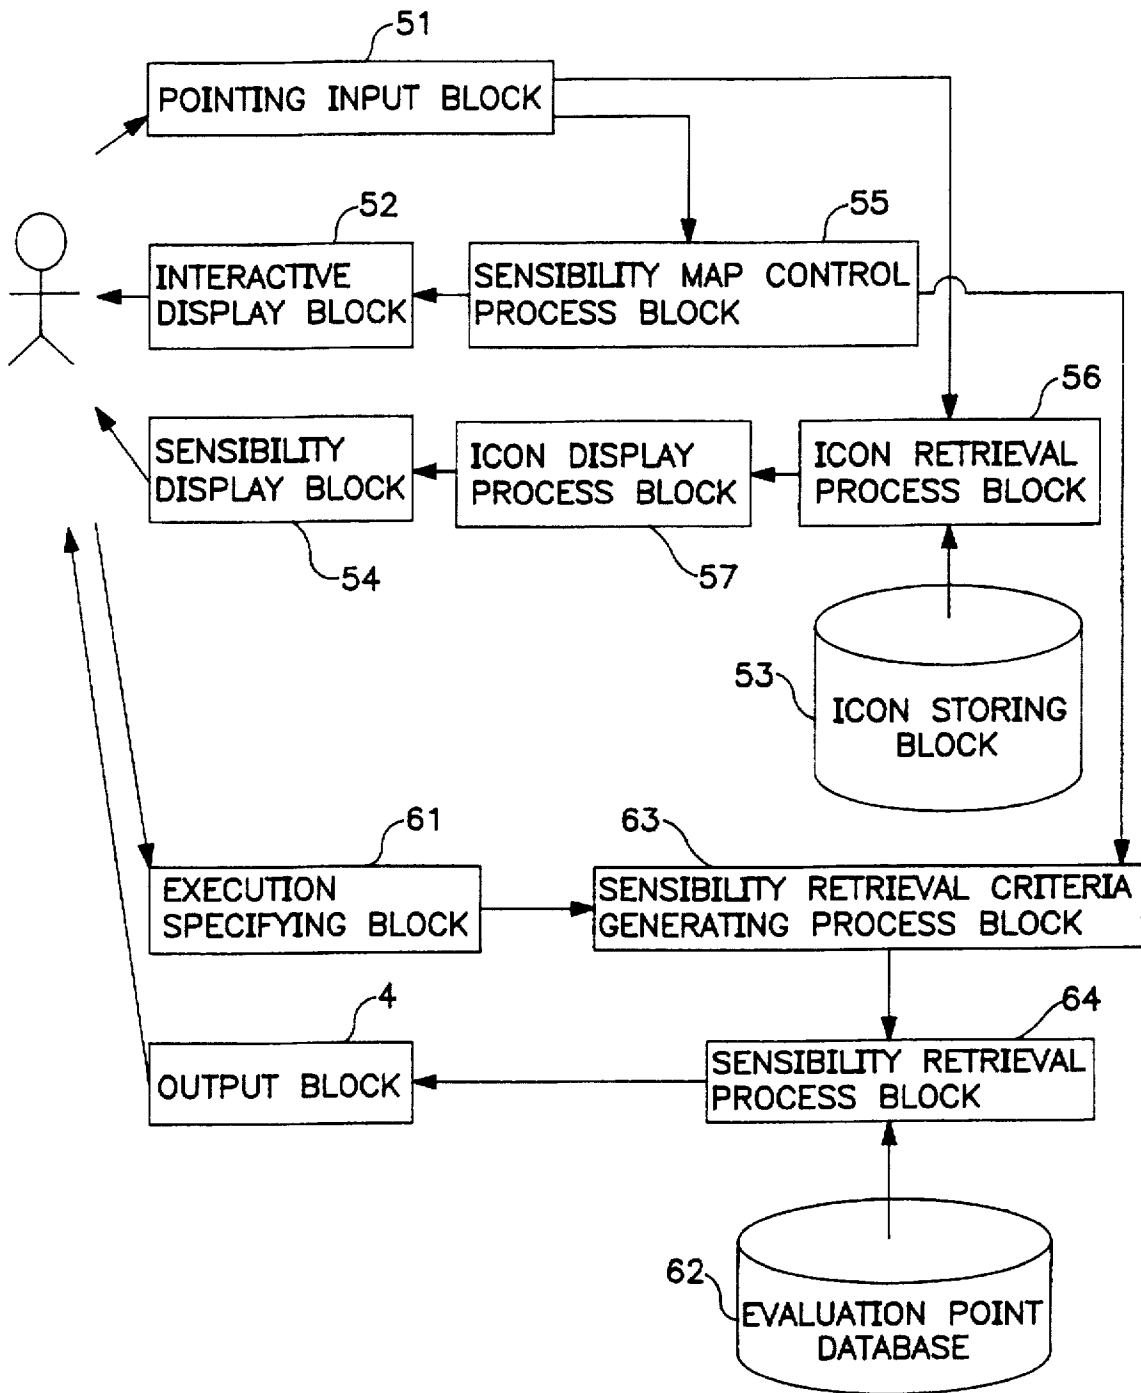 51
POINTING INPUT BLOCK
52
INTERACTIVE
DISPLAY BLOCK
55
SENSIBILITY MAP CONTROL
PROCESS BLOCK
SENSIBILITY
DISPLAY BLOCK
54
ICON DISPLAY
PROCESS BLOCK
57
56
ICON RETRIEVAL
PROCESS BLOCK
53
ICON STORING
BLOCK
61
EXECUTION
SPECIFYING BLOCK
63
SENSIBILITY RETRIEVAL CRITERIA
GENERATING PROCESS BLOCK
4
OUTPUT BLOCK
64
SENSIBILITY RETRIEVAL
PROCESS BLOCK
62
EVALUATION POINT
DATABASE